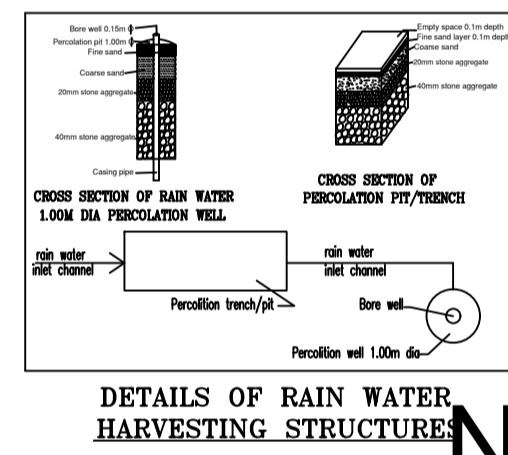 Bore well 0.15m ф
Percolation pit 1.00m ф
Fine sand
Coarse sand
20mm stone aggregate
40mm stone aggregate
Casing pipe
CROSS SECTION OF RAIN WATER
1.00M DIA PERCOLATION WELL
Empty space 0.1m depth
Fine sand layer 0.1m dept
Coarse sand
20mm stone aggregate
40mm stone aggregate
CROSS SECTION OF
PERCOLATION PIT/TRENCH
rain water
inlet channel
Percolition trench/pit
rain water
inlet channel
Bore well
Percolition well 1.00m dia
DETAILS OF RAIN WATER
HARVESTING STRUCTURES
N